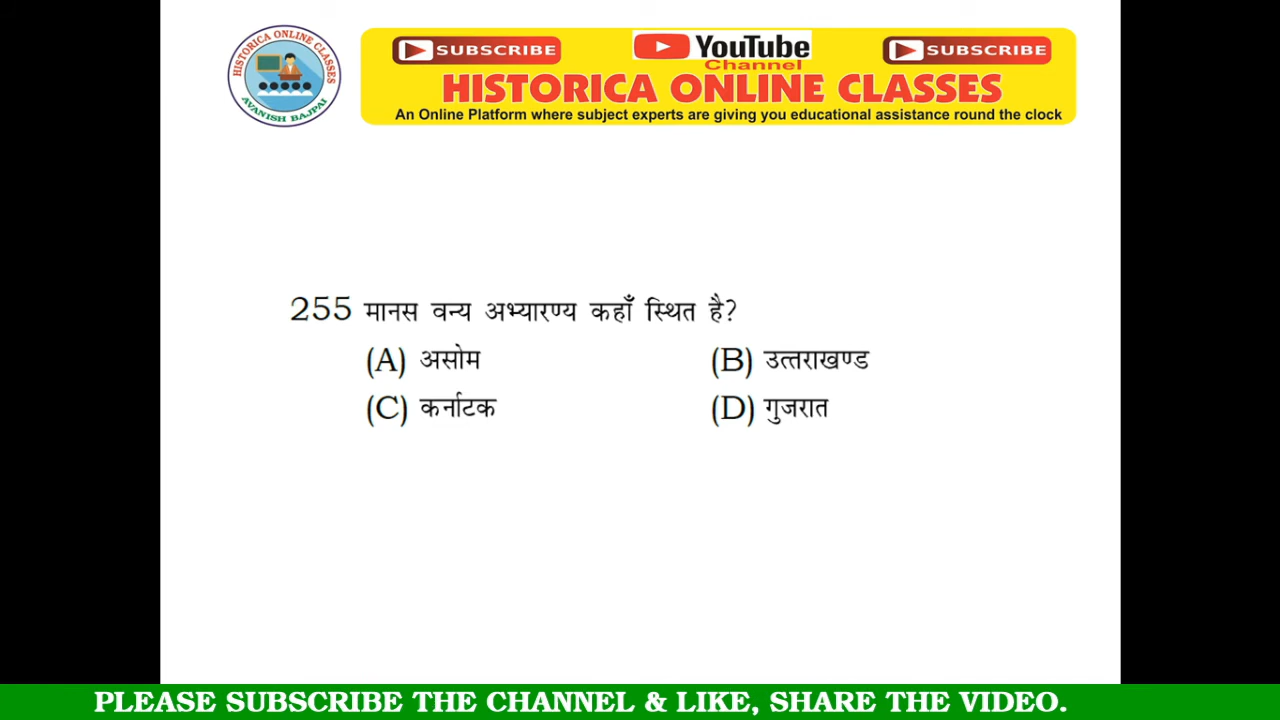 HISTORICA ONLINE CLASSES
AVANISH BAJPAI
SUBSCRIBE
YouTube
Channel
SUBSCRIBE
HISTORICA ONLINE CLASSES
An Online Platform where subject experts are giving you educational assistance round the clock
255 मानस वन्य अभ्यारण्य कहाँ स्थित है?
(A) असोम (B) उत्तराखण्ड
(C) कर्नाटक (D) गुजरात
PLEASE SUBSCRIBE THE CHANNEL & LIKE, SHARE THE VIDEO.